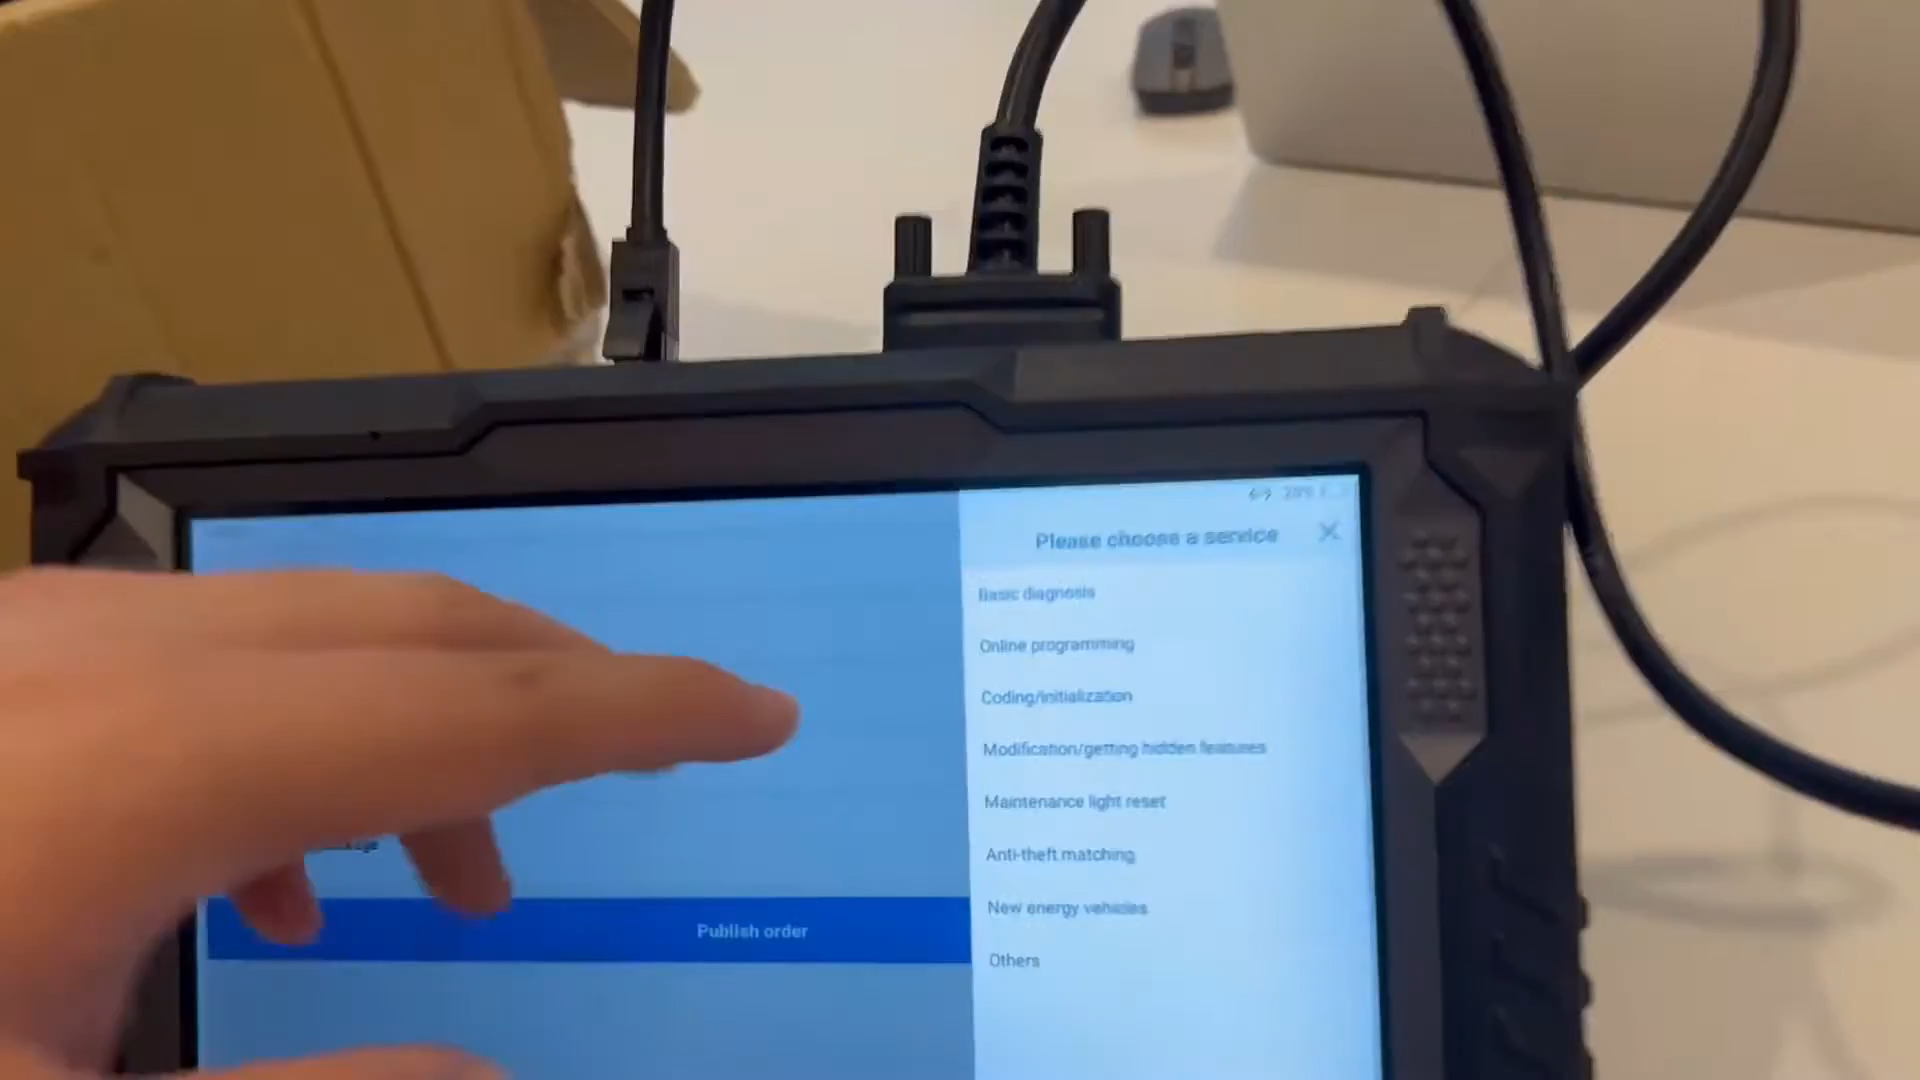 Please choose a service
Basic diagnosis
Online programming
Coding/initialization
Modification/getting hidden features
Maintenance light reset
Anti-theft matching
New energy vehicles
Publish order
Others